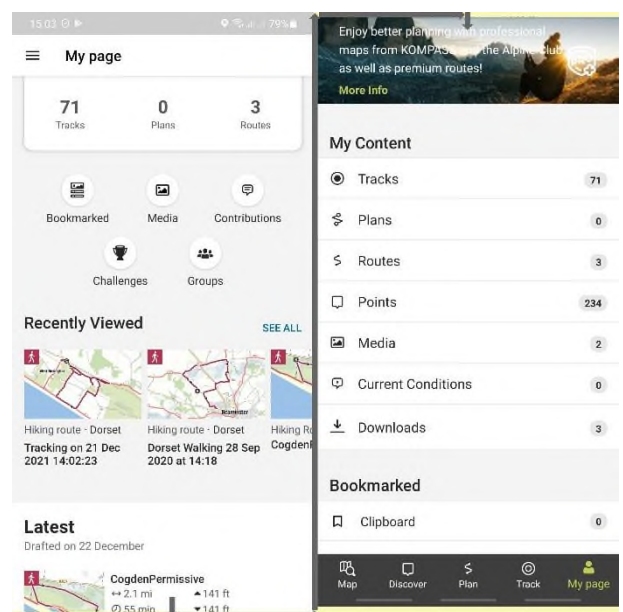 15:03
79%
My page
71
0
3
Tracks
Plans
Routes
Bookmarked
Media
Contributions
Challenges
Groups
Recently Viewed
SEE ALL
Beaminster
Hiking route · Dorset
Tracking on 21 Dec
2021 14:02:23
Hiking route · Dorset
Dorset Walking 28 Sep
2020 at 14:18
Hiking
Latest
Drafted on 22 December
CogdenPermissive
2.1 mi
141 ft
55 min
141 ft
Enjoy better planning with professional
maps from KOMPASS and the Alpine Club
as well as premium routes!
More Info
My Content
Tracks
71
Plans
0
Routes
3
Points
234
Media
2
Current Conditions
0
Downloads
3
Bookmarked
Clipboard
0
Map
Discover
Plan
Track
My page